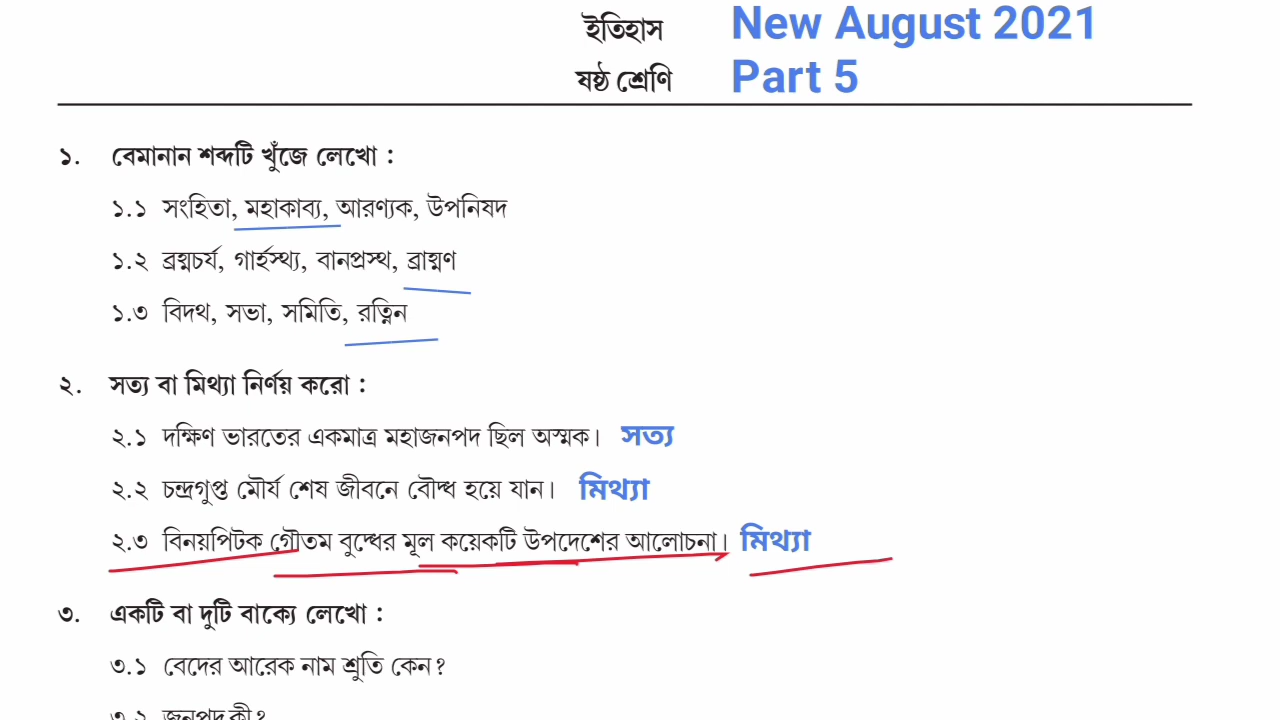 ইতিহাস New August 2021
ষষ্ঠ শ্রেণি Part 5
১. বেমানান শব্দটি খুঁজে লেখো :
১.১ সংহিতা, মহাকাব্য, আরণ্যক, উপনিষদ
১.২ ব্রহ্মচর্য, গার্হস্থ্য, বানপ্রস্থ, ব্রাহ্মণ
১.৩ বিদথ, সভা, সমিতি, রত্নিন
২. সত্য বা মিথ্যা নির্ণয় করো :
২.১ দক্ষিণ ভারতের একমাত্র মহাজনপদ ছিল অস্মক। সত্য
২.২ চন্দ্রগুপ্ত মৌর্য শেষ জীবনে বৌদ্ধ হয়ে যান। মিথ্যা
২.৩ বিনয়পিটক গৌতম বুদ্ধের মূল কয়েকটি উপদেশের আলোচনা। মিথ্যা
৩. একটি বা দুটি বাক্যে লেখো :
৩.১ বেদের আরেক নাম শ্রুতি কেন?
৩.২ জনপদ কী?